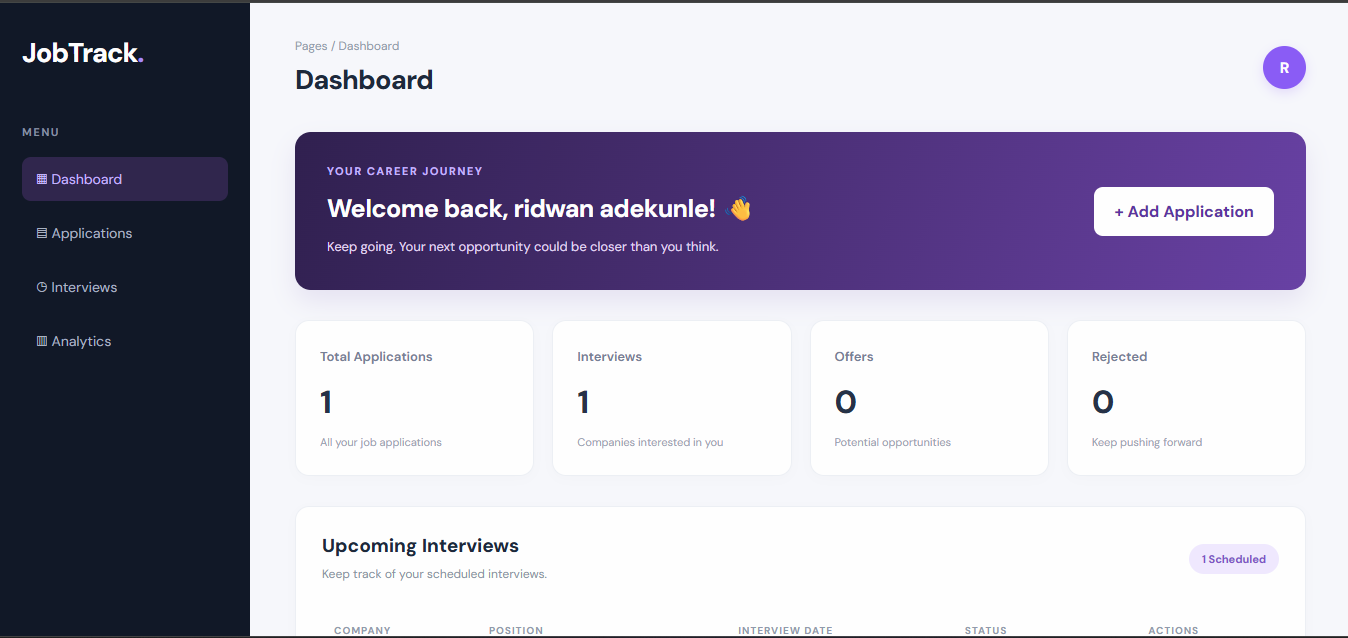 JobTrack.
MENU
Dashboard
Applications
Interviews
Analytics
Pages / Dashboard
Dashboard
R
YOUR CAREER JOURNEY
Welcome back, ridwan adekunle! 👋
Keep going. Your next opportunity could be closer than you think.
+ Add Application
Total Applications
1
All your job applications
Interviews
1
Companies interested in you
Offers
0
Potential opportunities
Rejected
0
Keep pushing forward
Upcoming Interviews
Keep track of your scheduled interviews.
1 Scheduled
COMPANY POSITION INTERVIEW DATE STATUS ACTIONS